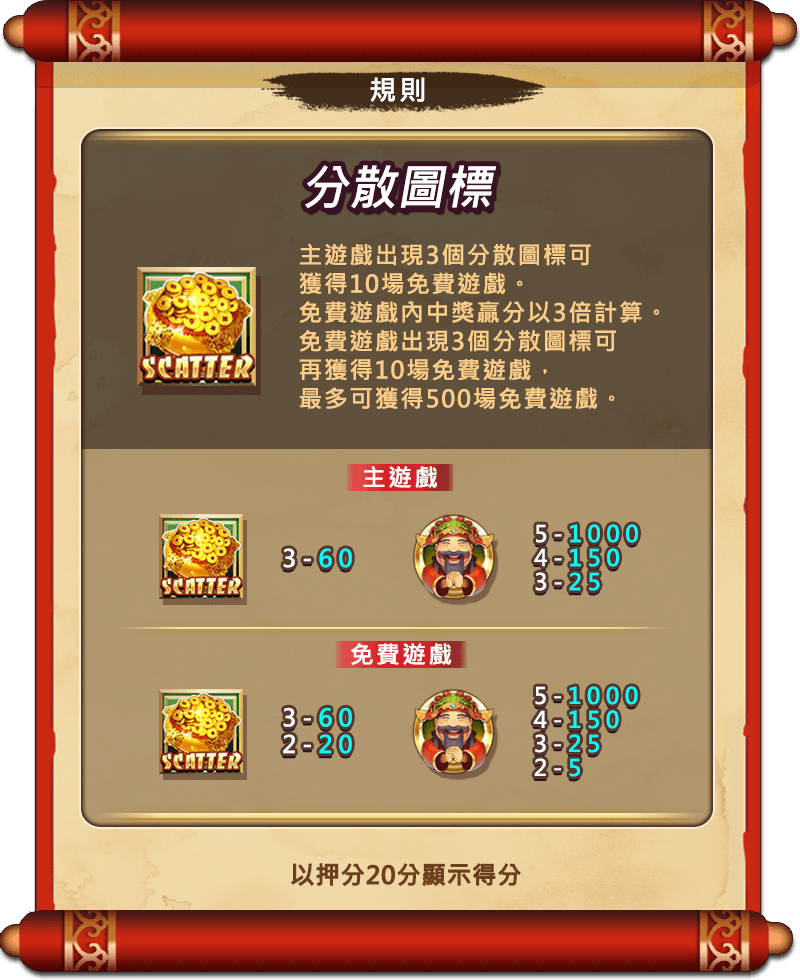 規則
分散圖標
主遊戲出現3個分散圖標可
獲得10場免費遊戲。
免費遊戲內中獎贏分以3倍計算。
免費遊戲出現3個分散圖標可
再獲得10場免費遊戲，
最多可獲得500場免費遊戲。
SCATTER
主遊戲
SCATTER
3-60
5-1000
4-150
3-25
免費遊戲
SCATTER
3-60
2-20
5-1000
4-150
3-25
2-5
以押分20分顯示得分